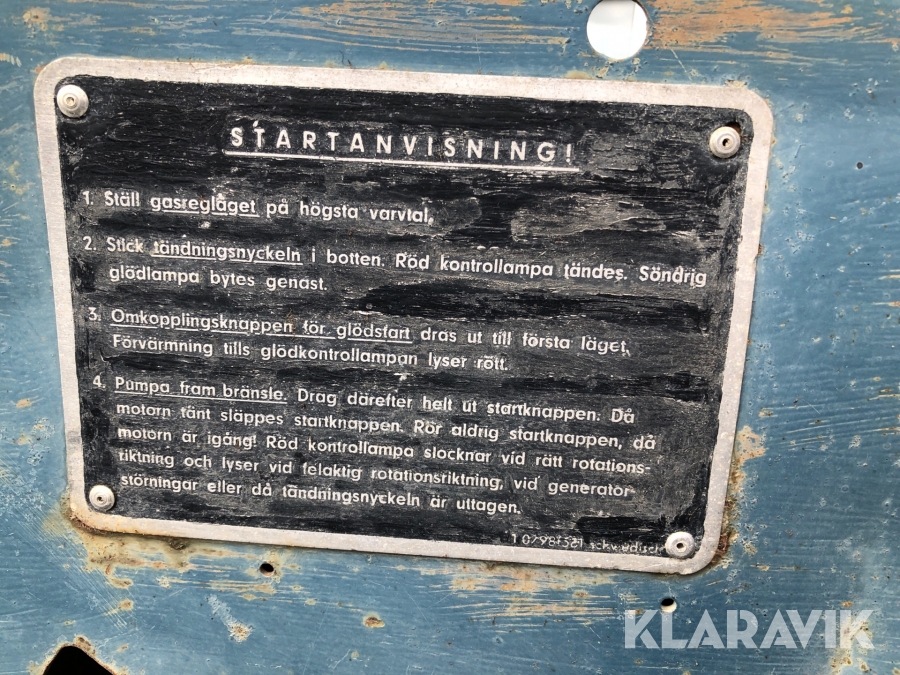 STARTANVISNING!
1. Ställ gasreglaget på högsta varvtal,
2. Stick tändningsnyckeln i botten. Röd kontrollampa tändes. Söndrig
glödlampa bytes genast.
3. Omkopplingsknappen för glödstart dras ut till första läget,
Förvärmning tills glödkontrollampan lyser rött.
4. Pumpa fram bränsle. Drag därefter helt ut startknappen. Då
motorn tänt släppes startknappen. Rör aldrig startknappen, då
motorn är igång! Röd kontrollampa slocknar vid rätt rotations-
riktning och lyser vid felaktig rotationsriktning, vid generator
störningar eller då tändningsnyckeln är uttagen.
schwedisch
KLARAVIK